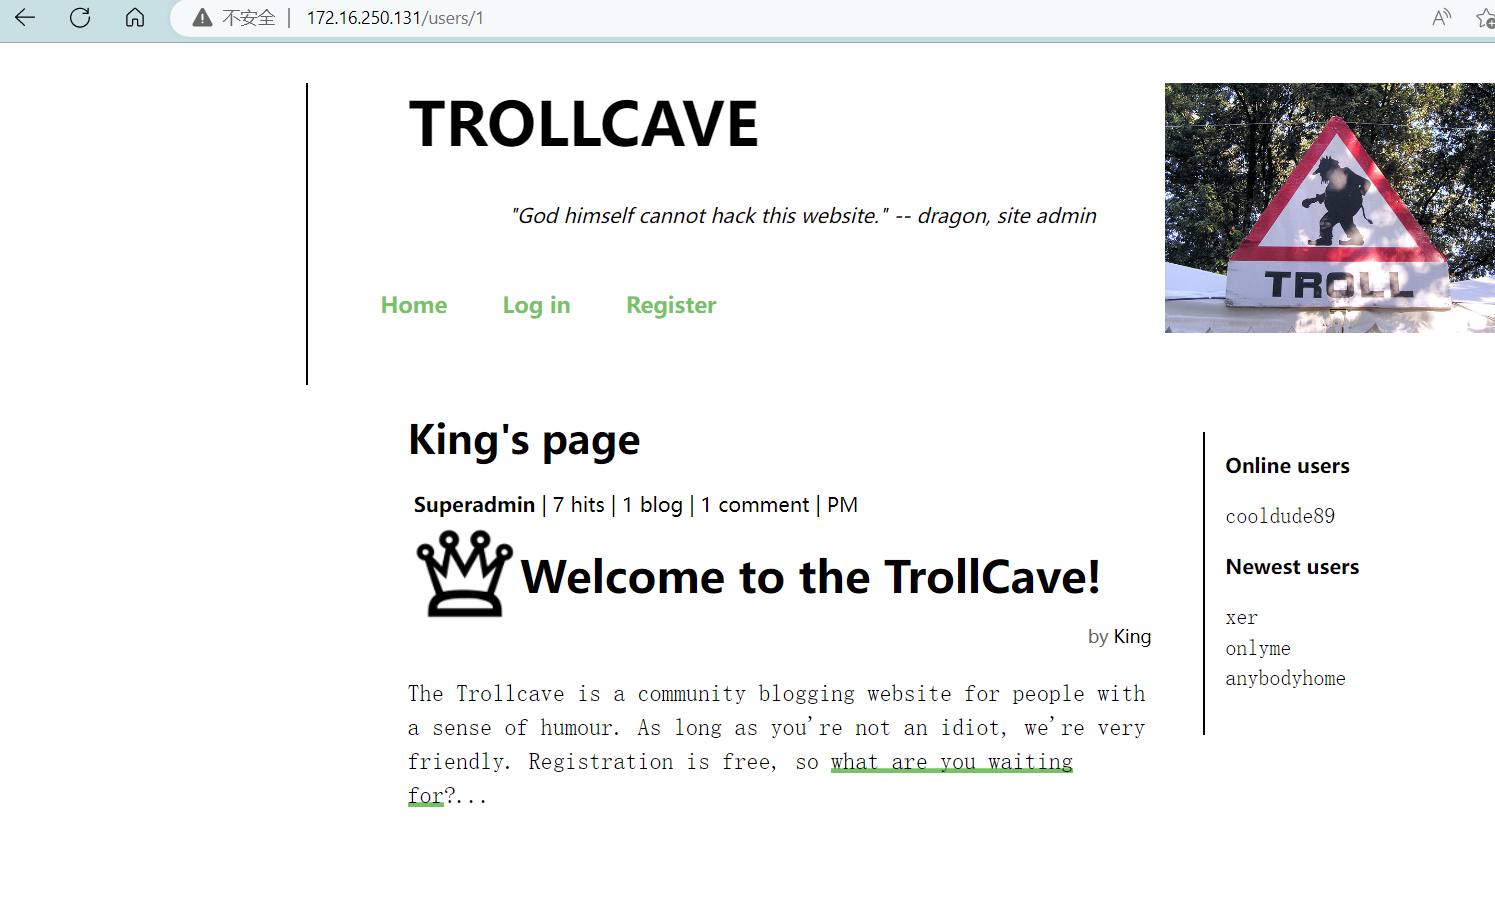 不安全 | 172.16.250.131/users/1
TROLLCAVE
"God himself cannot hack this website." -- dragon, site admin
TROLL
Home Log in Register
King's page
Superadmin | 7 hits | 1 blog | 1 comment | PM
Welcome to the TrollCave!
by King
The Trollcave is a community blogging website for people with
a sense of humour. As long as you're not an idiot, we're very
friendly. Registration is free, so what are you waiting
for?...
Online users
cooldude89
Newest users
xer
onlyme
anybodyhome